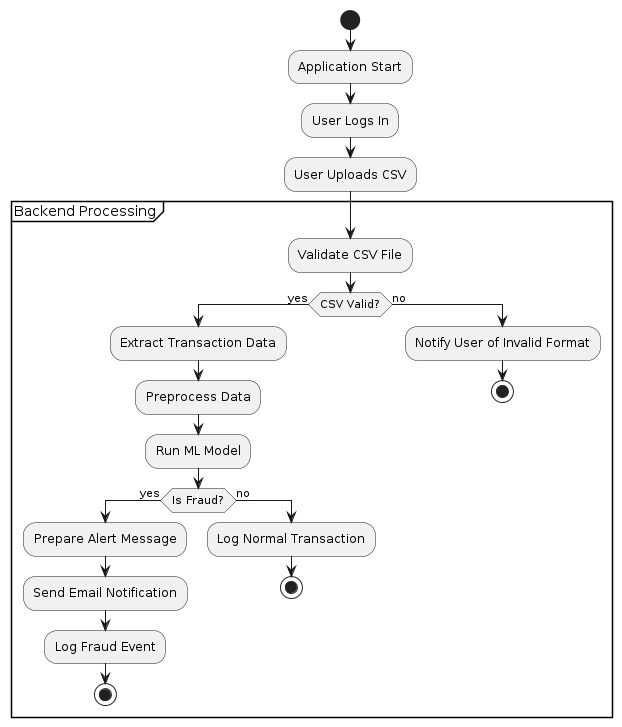 Application Start
User Logs In
User Uploads CSV
Backend Processing
Validate CSV File
yes
CSV Valid?
no
Extract Transaction Data
Notify User of Invalid Format
Preprocess Data
Run ML Model
yes
Is Fraud?
no
Prepare Alert Message
Log Normal Transaction
Send Email Notification
Log Fraud Event